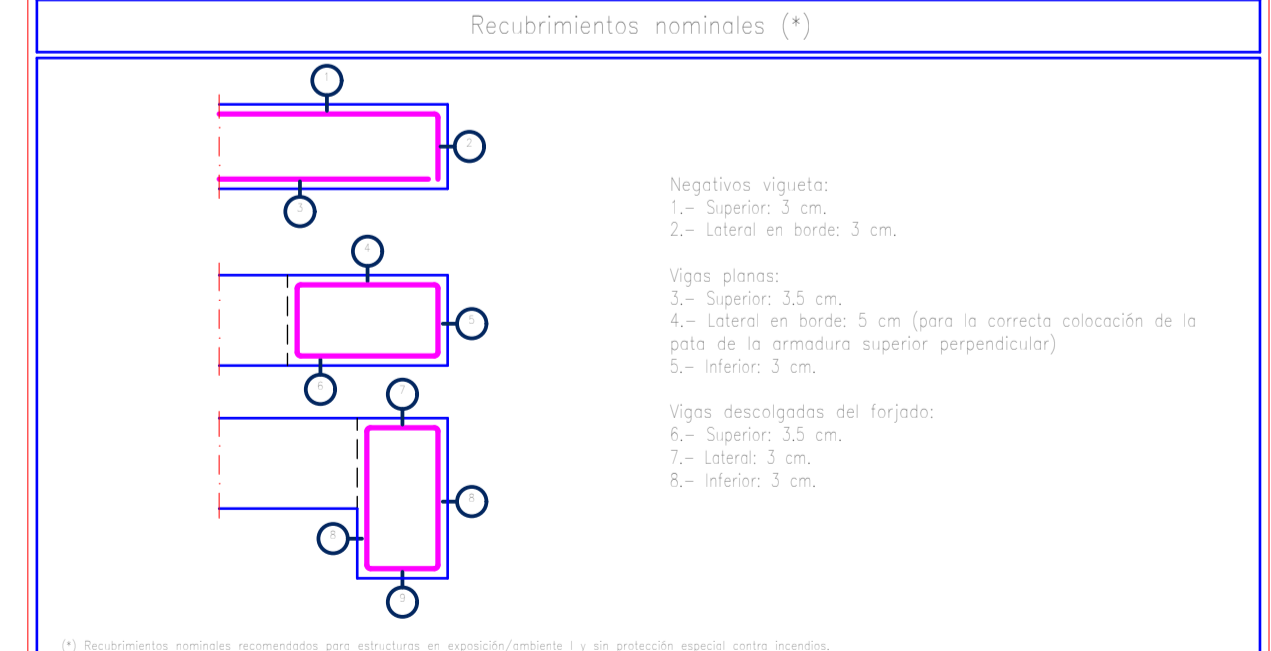 Recubrimientos nominales (*)
1
2
3
4
5
6
7
8
8
9
Negativos vigueta:
1.- Superior: 3 cm.
2.- Lateral en borde: 3 cm.
Vigas planas:
3.- Superior: 3.5 cm.
4.- Lateral en borde: 5 cm (para la correcta colocación de la
pata de la armadura superior perpendicular)
5.- Inferior: 3 cm.
Vigas descolgadas del forjado:
6.- Superior: 3.5 cm.
7.- Lateral: 3 cm.
8.- Inferior: 3 cm.
(*) Recubrimientos nominales recomendados para estructuras en exposición/ambiente I y sin protección especial contra incendios.